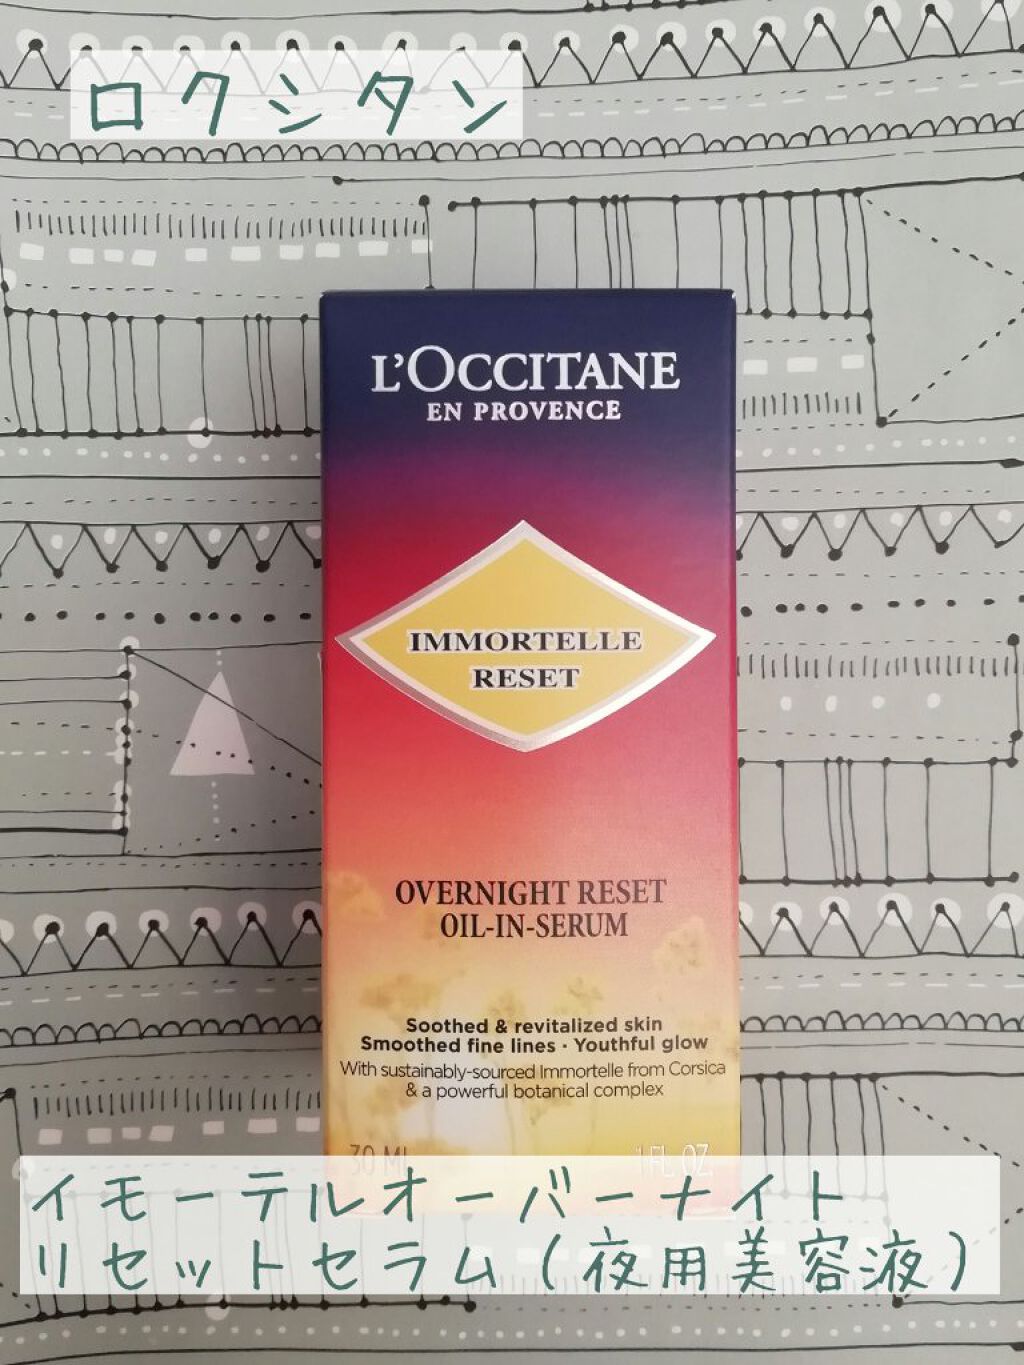 ロクシタン
L'OCCITANE
EN PROVENCE
IMMORTELLE
RESET
OVERNIGHT RESET
OIL-IN-SERUM
Soothed & revitalized skin
Smoothed fine lines · Youthful glow
With sustainably-sourced Immortelle from Corsica
& a powerful botanical complex
30 ML 1 FL. OZ.
イモーテルオーバーナイト
リセットセラム(夜用美容液)